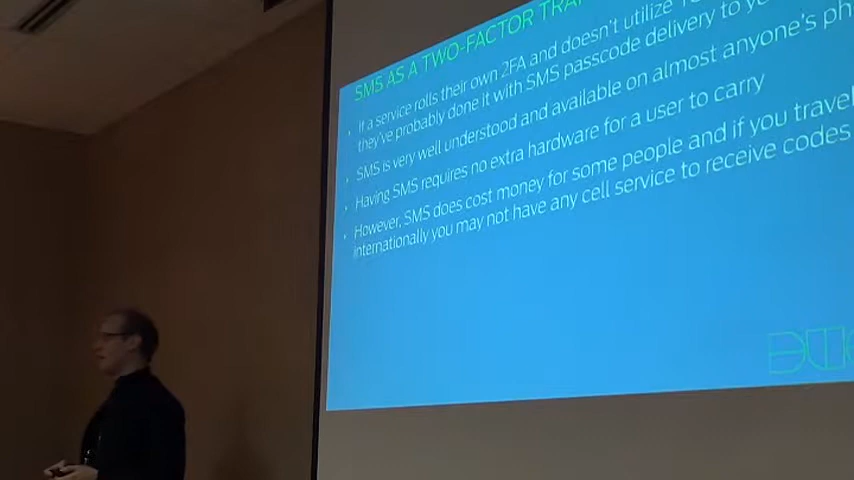 SMS AS A TWO-FACTOR
If a service rolls their own 2FA and doesn't utilize
they've probably done it with SMS passcode delivery to
SMS is very well understood and available on almost anyone's
Having SMS requires no extra hardware for a user to carry
However, SMS does cost money for some people and if you travel
internationally you may not have any cell service to receive codes